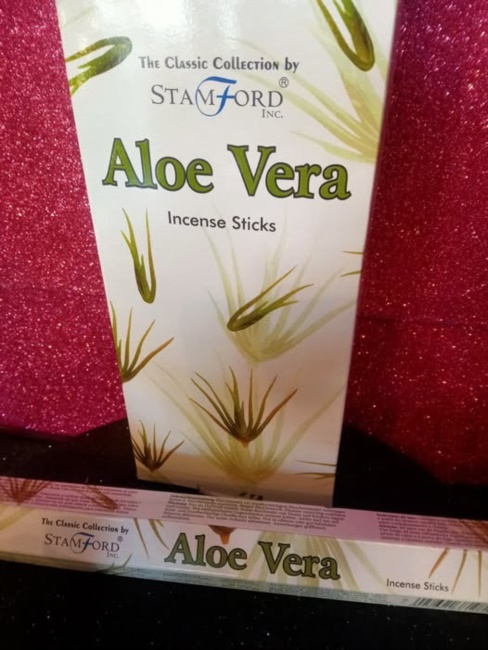 The Classic Collection by
STAMFORD®
INC.
Aloe Vera
Incense Sticks
The Classic Collection by
STAMFORD®
INC.
Aloe Vera
Incense Sticks